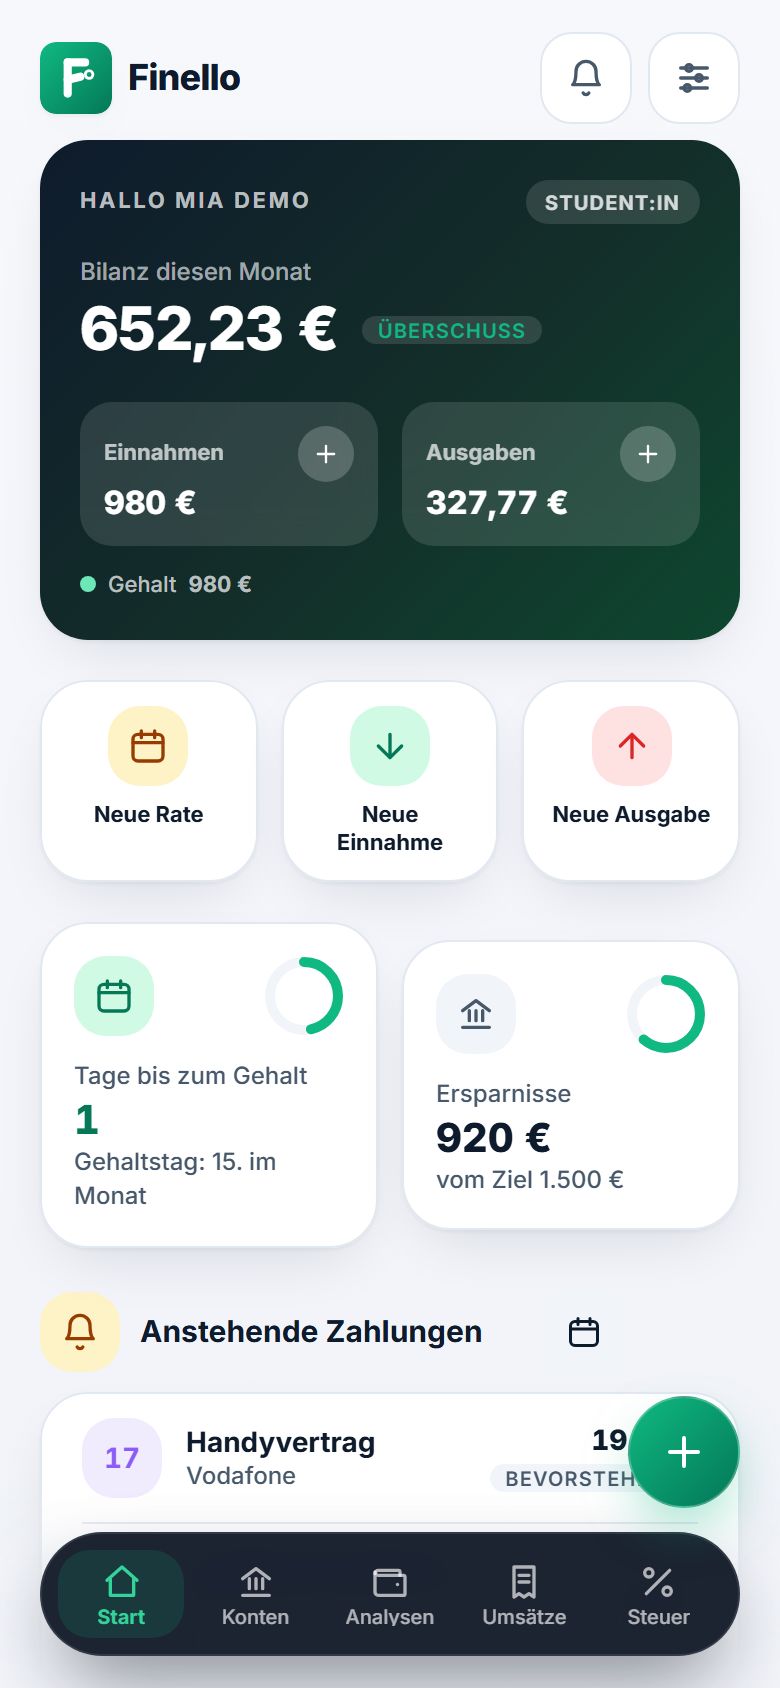 Finello
HALLO MIA DEMO
STUDENT:IN
Bilanz diesen Monat
652,23 €
ÜBERSCHUSS
Einnahmen
980 €
Ausgaben
327,77 €
Gehalt 980 €
Neue Rate
Neue
Einnahme
Neue Ausgabe
Tage bis zum Gehalt
1
Gehaltstag: 15. im
Monat
Ersparnisse
920 €
vom Ziel 1.500 €
Anstehende Zahlungen
17
Handyvertrag
Vodafone
19
Start
Konten
Analysen
Umsätze
Steuer